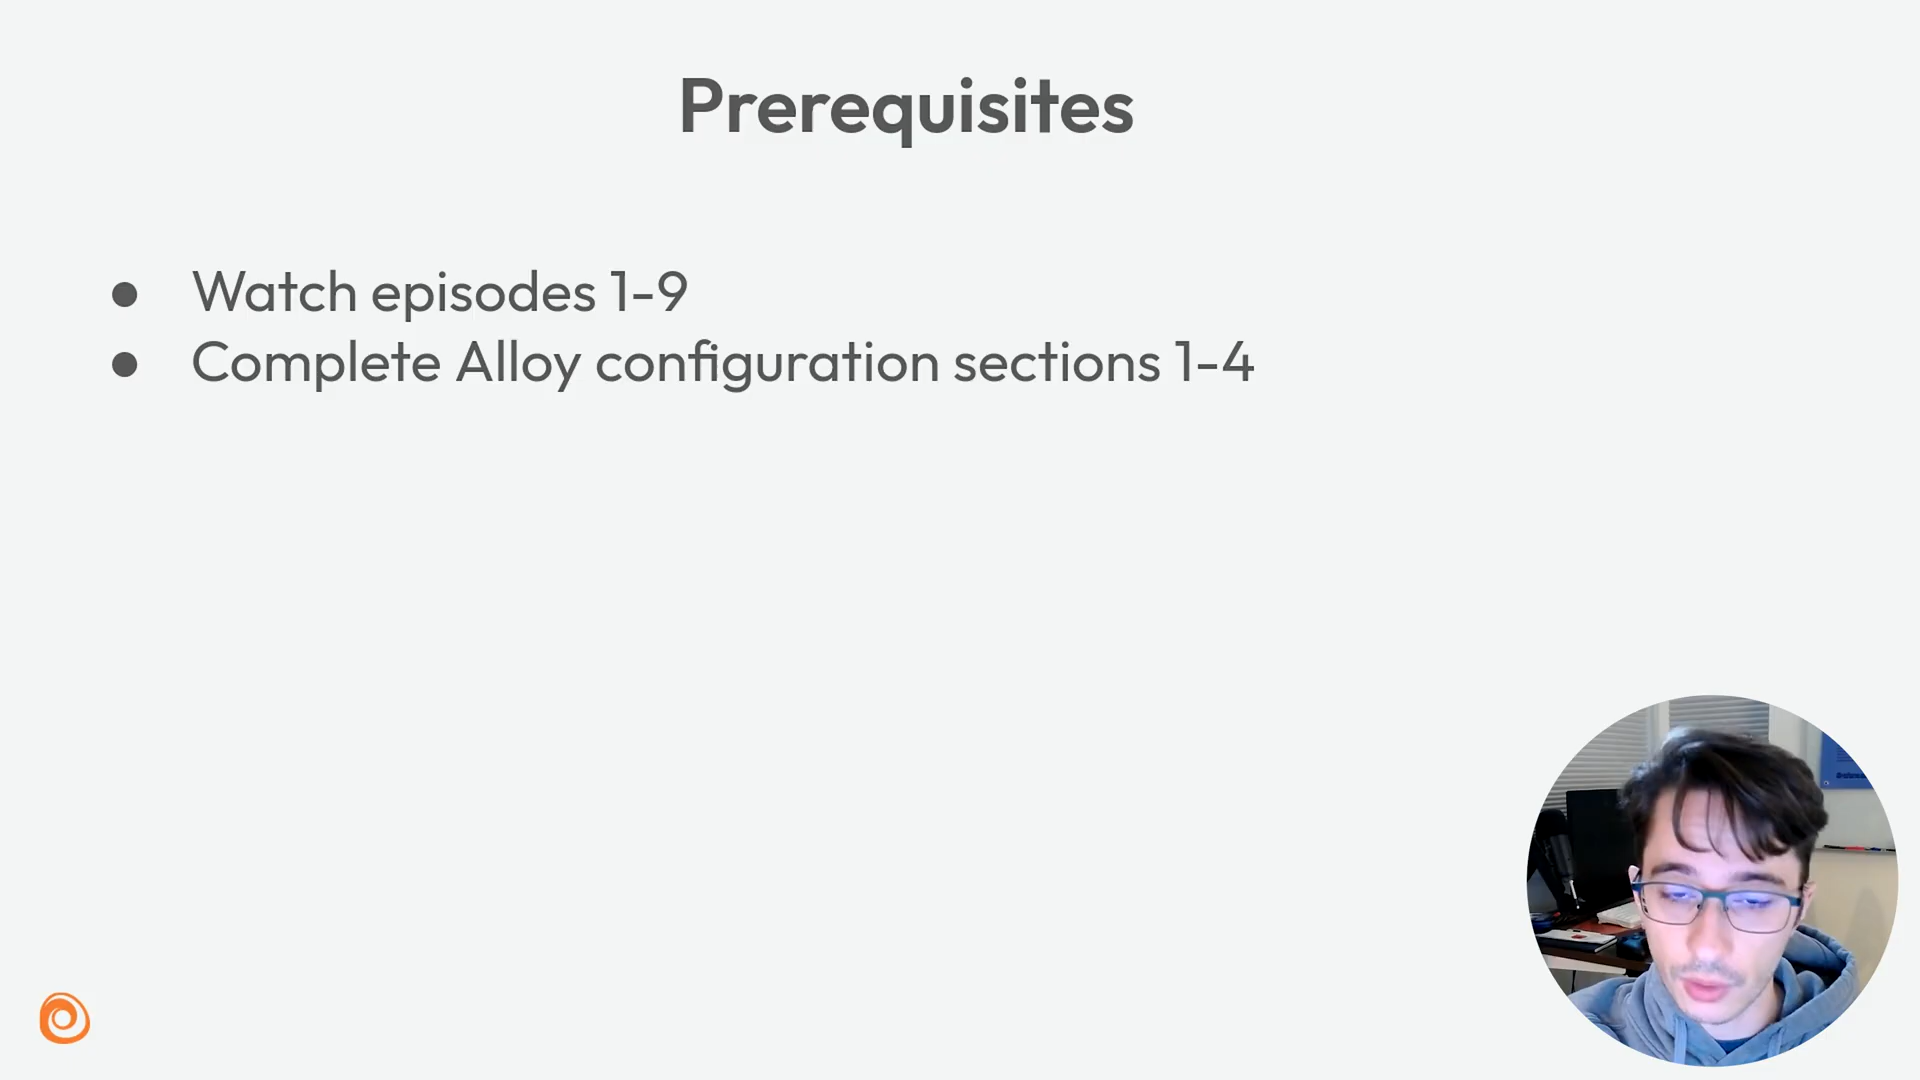 Prerequisites
● Watch episodes 1-9
● Complete Alloy configuration sections 1-4